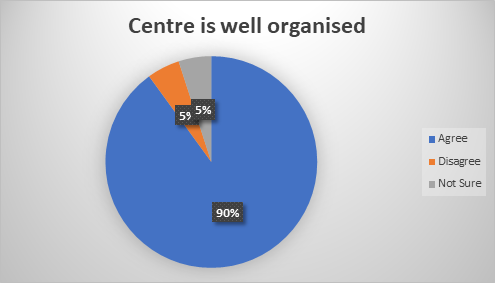 Centre is well organised
5%
5%
90%
Agree
Disagree
Not Sure